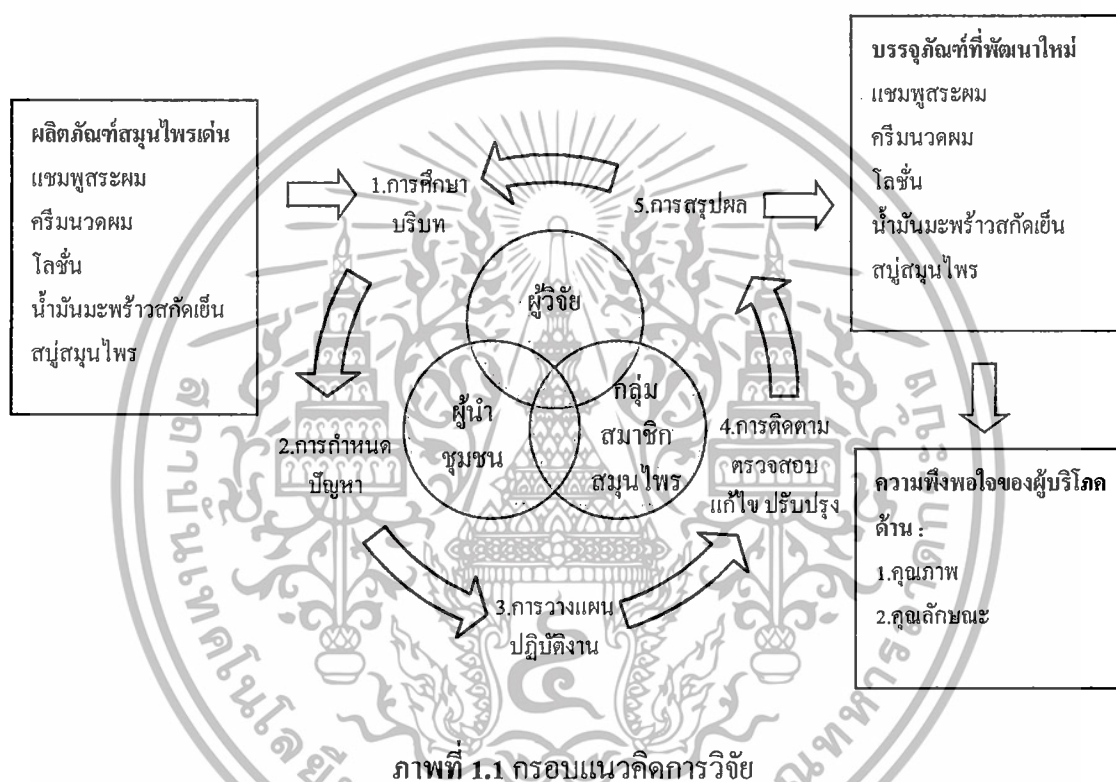 ผลิตภัณฑ์สมุนไพรเด่น
แชมพูสระผม
ครีมนวดผม
โลชั่น
น้ำมันมะพร้าวสกัดเย็น
สบู่สมุนไพร
1.การศึกษา
บริบท
2.การกำหนด
ปัญหา
3.การวางแผน
ปฏิบัติงาน
4.การติดตาม
ตรวจสอบ
แก้ไข ปรับปรุง
5.การสรุปผล
ผู้วิจัย
ผู้นำ
ชุมชน
กลุ่ม
สมาชิก
สมุนไพร
บรรจุภัณฑ์ที่พัฒนาใหม่
แชมพูสระผม
ครีมนวดผม
โลชั่น
น้ำมันมะพร้าวสกัดเย็น
สบู่สมุนไพร
ความพึงพอใจของผู้บริโภค
ด้าน :
1.คุณภาพ
2.คุณลักษณะ
ภาพที่ 1.1 กรอบแนวคิดการวิจัย